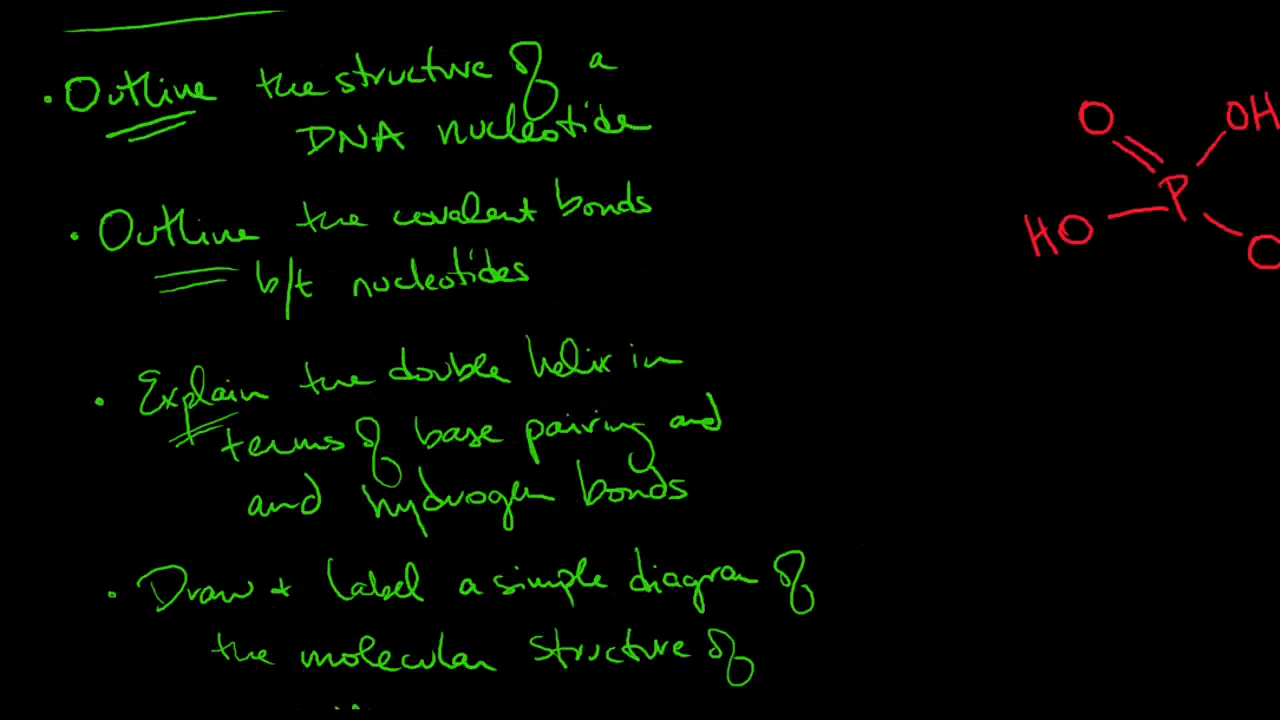 • Outline the structure of a
DNA nucleotide
• Outline the covalent bonds
b/t nucleotides
• Explain the double helix in
terms of base pairing and
and hydrogen bonds
• Draw + Label a simple diagram of
the molecular structure of
O
OH
P
HO
O